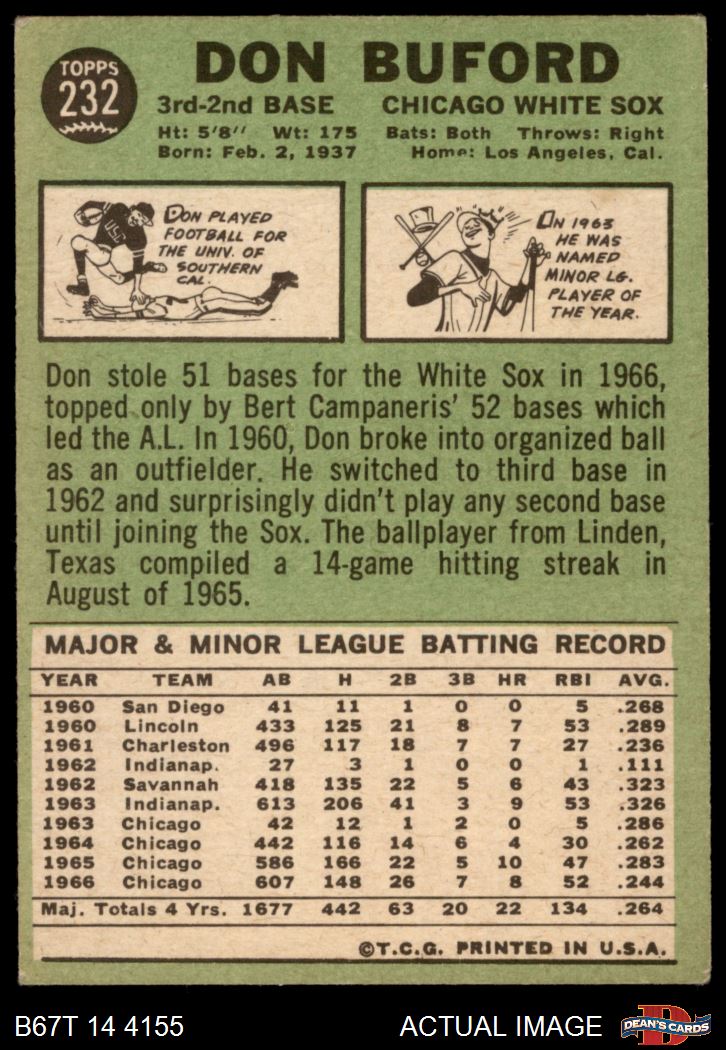 TOPPS
232
DON BUFORD
3rd-2nd BASE CHICAGO WHITE SOX
Ht: 5'8" Wt: 175 Bats: Both Throws: Right
Born: Feb. 2, 1937 Home: Los Angeles, Cal.
USC
DON PLAYED
FOOTBALL FOR
THE UNIV. OF
SOUTHERN
CAL.
IN 1963
HE WAS
NAMED
MINOR LG.
PLAYER OF
THE YEAR.
Don stole 51 bases for the White Sox in 1966,
topped only by Bert Campaneris' 52 bases which
led the A.L. In 1960, Don broke into organized ball
as an outfielder. He switched to third base in
1962 and surprisingly didn't play any second base
until joining the Sox. The ballplayer from Linden,
Texas compiled a 14-game hitting streak in
August of 1965.
MAJOR & MINOR LEAGUE BATTING RECORD
YEAR TEAM AB H 2B 3B HR RBI AVG.
1960 San Diego 41 11 1 0 0 5 .268
1960 Lincoln 433 125 21 8 7 53 .289
1961 Charleston 496 117 18 7 7 27 .236
1962 Indianap. 27 3 1 0 0 1 .111
1962 Savannah 418 135 22 5 6 43 .323
1963 Indianap. 613 206 41 3 9 53 .326
1963 Chicago 42 12 1 2 0 5 .286
1964 Chicago 442 116 14 6 4 30 .262
1965 Chicago 586 166 22 5 10 47 .283
1966 Chicago 607 148 26 7 8 52 .244
Maj. Totals 4 Yrs. 1677 442 63 20 22 134 .264
©T.C.G. PRINTED IN U.S.A.
B67T 14 4155 ACTUAL IMAGE
D
DEAN'S CARDS